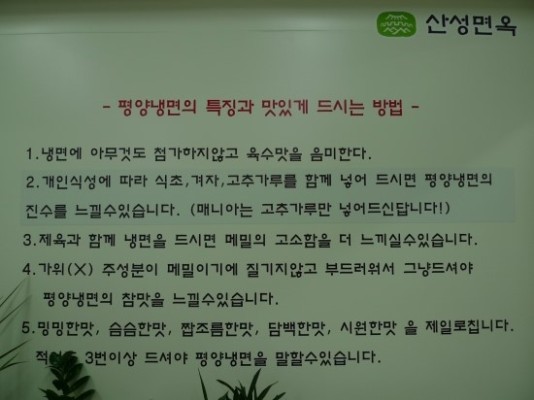 산성면옥
- 평양냉면의 특징과 맛있게 드시는 방법 -
1.냉면에 아무것도 첨가하지않고 육수맛을 음미한다.
2.개인식성에 따라 식초,겨자,고추가루를 함께 넣어 드시면 평양냉면의
진수를 느낄수있습니다. (매니아는 고추가루만 넣어드신답니다!)
3.제육과 함께 냉면을 드시면 메밀의 고소함을 더 느끼실수있습니다.
4.가위(X) 주성분이 메밀이기에 질기지않고 부드러워서 그냥드셔야
평양냉면의 참맛을 느낄수있습니다.
5.밍밍한맛, 슴슴한맛, 짭조름한맛, 담백한맛, 시원한맛 을 제일로칩니다.
3번이상 드셔야 평양냉면을 말할수있습니다.